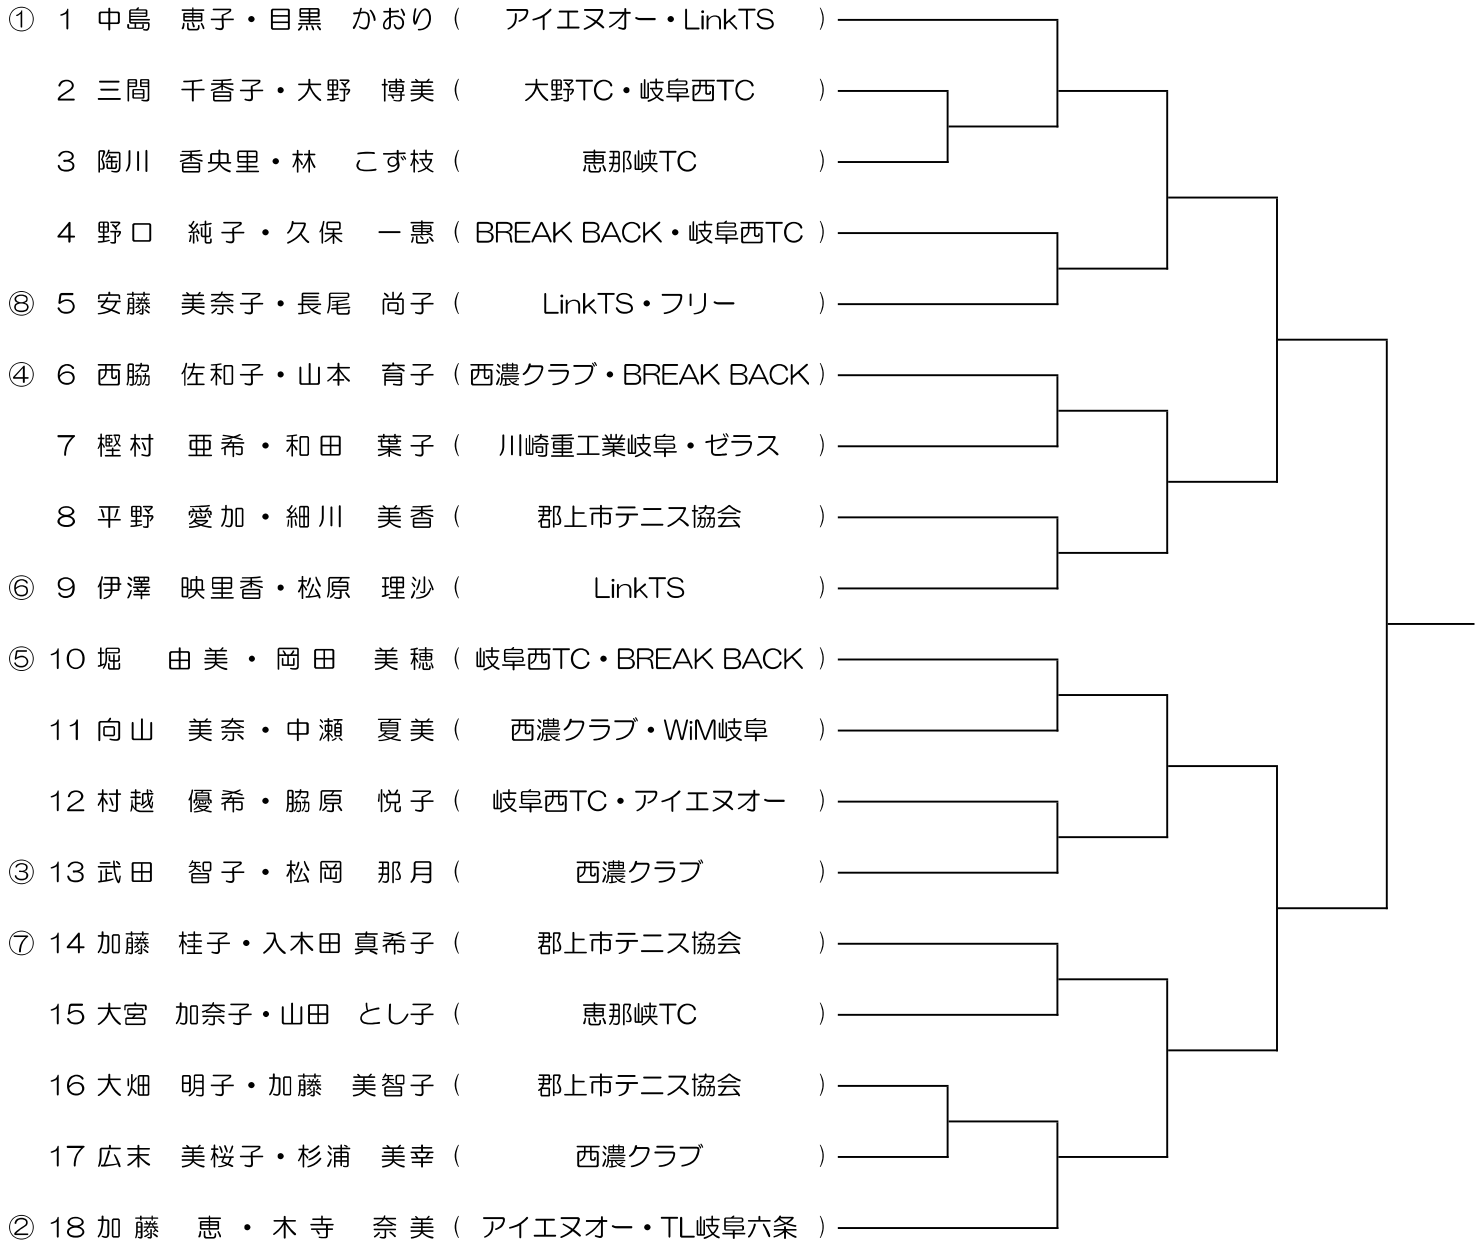 ① 1 中島 恵子・目黒 かおり ( アイエヌオー・LinkTS )
2 三間 千香子・大野 博美 ( 大野TC・岐阜西TC )
3 陶川 香央里・林 こず枝 ( 恵那峡TC )
4 野口 純子・久保 一惠 ( BREAK BACK・岐阜西TC )
⑧ 5 安藤 美奈子・長尾 尚子 ( LinkTS・フリー )
④ 6 西脇 佐和子・山本 育子 ( 西濃クラブ・BREAK BACK )
7 樫村 亜希・和田 葉子 ( 川崎重工業岐阜・ゼラス )
8 平野 愛加・細川 美香 ( 郡上市テニス協会 )
⑥ 9 伊澤 映里香・松原 理沙 ( LinkTS )
⑤ 10 堀 由美・岡田 美穂 ( 岐阜西TC・BREAK BACK )
11 向山 美奈・中瀬 夏美 ( 西濃クラブ・WiM岐阜 )
12 村越 優希・脇原 悦子 ( 岐阜西TC・アイエヌオー )
③ 13 武田 智子・松岡 那月 ( 西濃クラブ )
⑦ 14 加藤 桂子・入木田 真希子 ( 郡上市テニス協会 )
15 大宮 加奈子・山田 とし子 ( 恵那峡TC )
16 大畑 明子・加藤 美智子 ( 郡上市テニス協会 )
17 広末 美桜子・杉浦 美幸 ( 西濃クラブ )
② 18 加藤 恵・木寺 奈美 ( アイエヌオー・TL岐阜六条 )